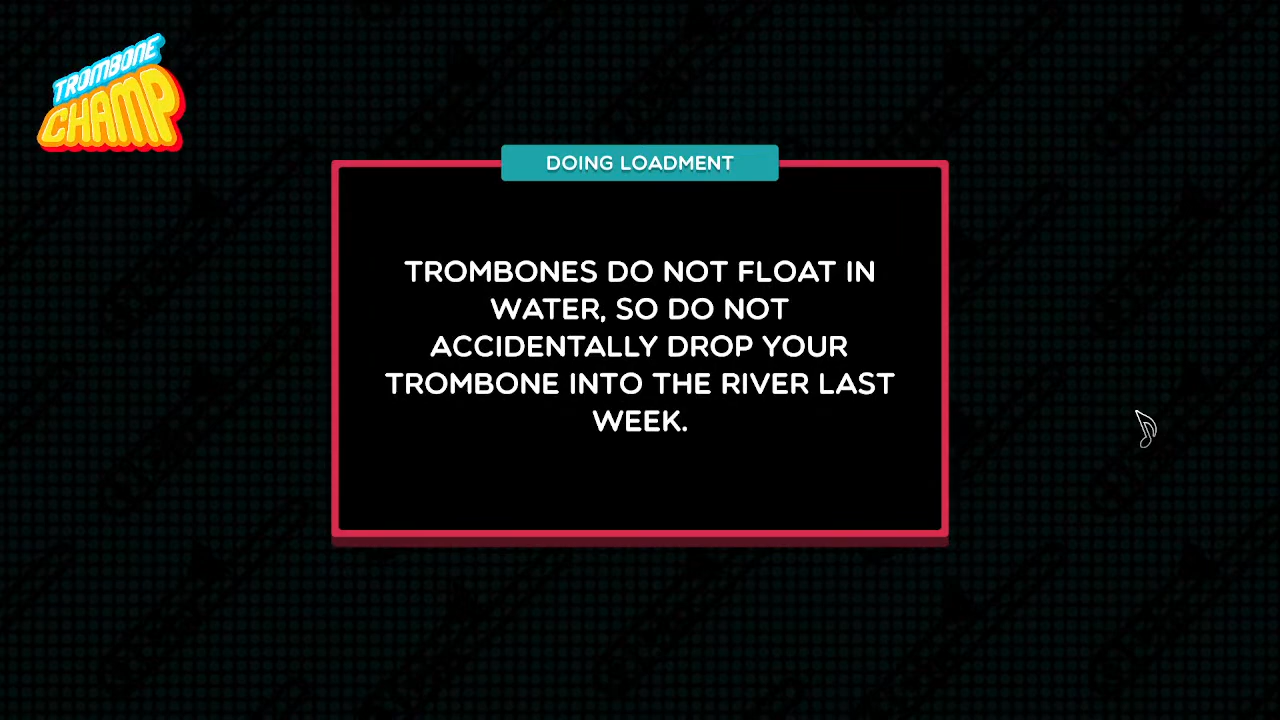 TROMBONE
CHAMP
DOING LOADMENT
TROMBONES DO NOT FLOAT IN
WATER, SO DO NOT
ACCIDENTALLY DROP YOUR
TROMBONE INTO THE RIVER LAST
WEEK.